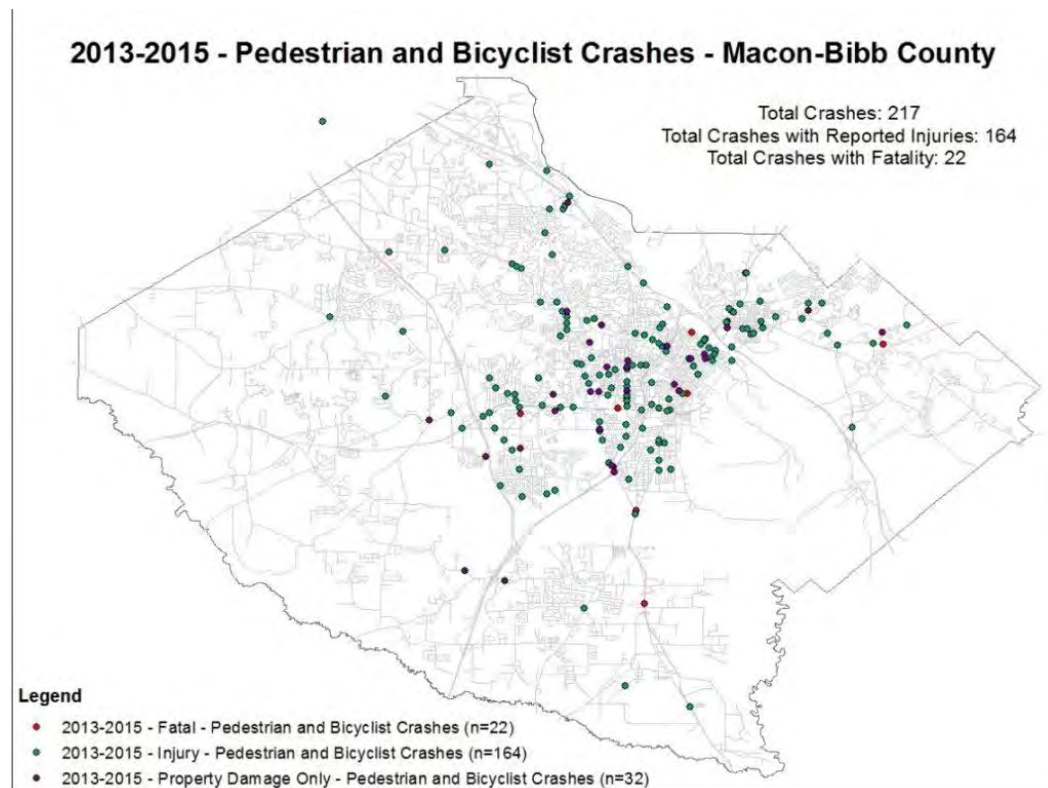 2013-2015 - Pedestrian and Bicyclist Crashes - Macon-Bibb County
Total Crashes: 217
Total Crashes with Reported Injuries: 164
Total Crashes with Fatality: 22
Legend
2013-2015 - Fatal - Pedestrian and Bicyclist Crashes (n=22)
2013-2015 - Injury - Pedestrian and Bicyclist Crashes (n=164)
2013-2015 - Property Damage Only - Pedestrian and Bicyclist Crashes (n=32)